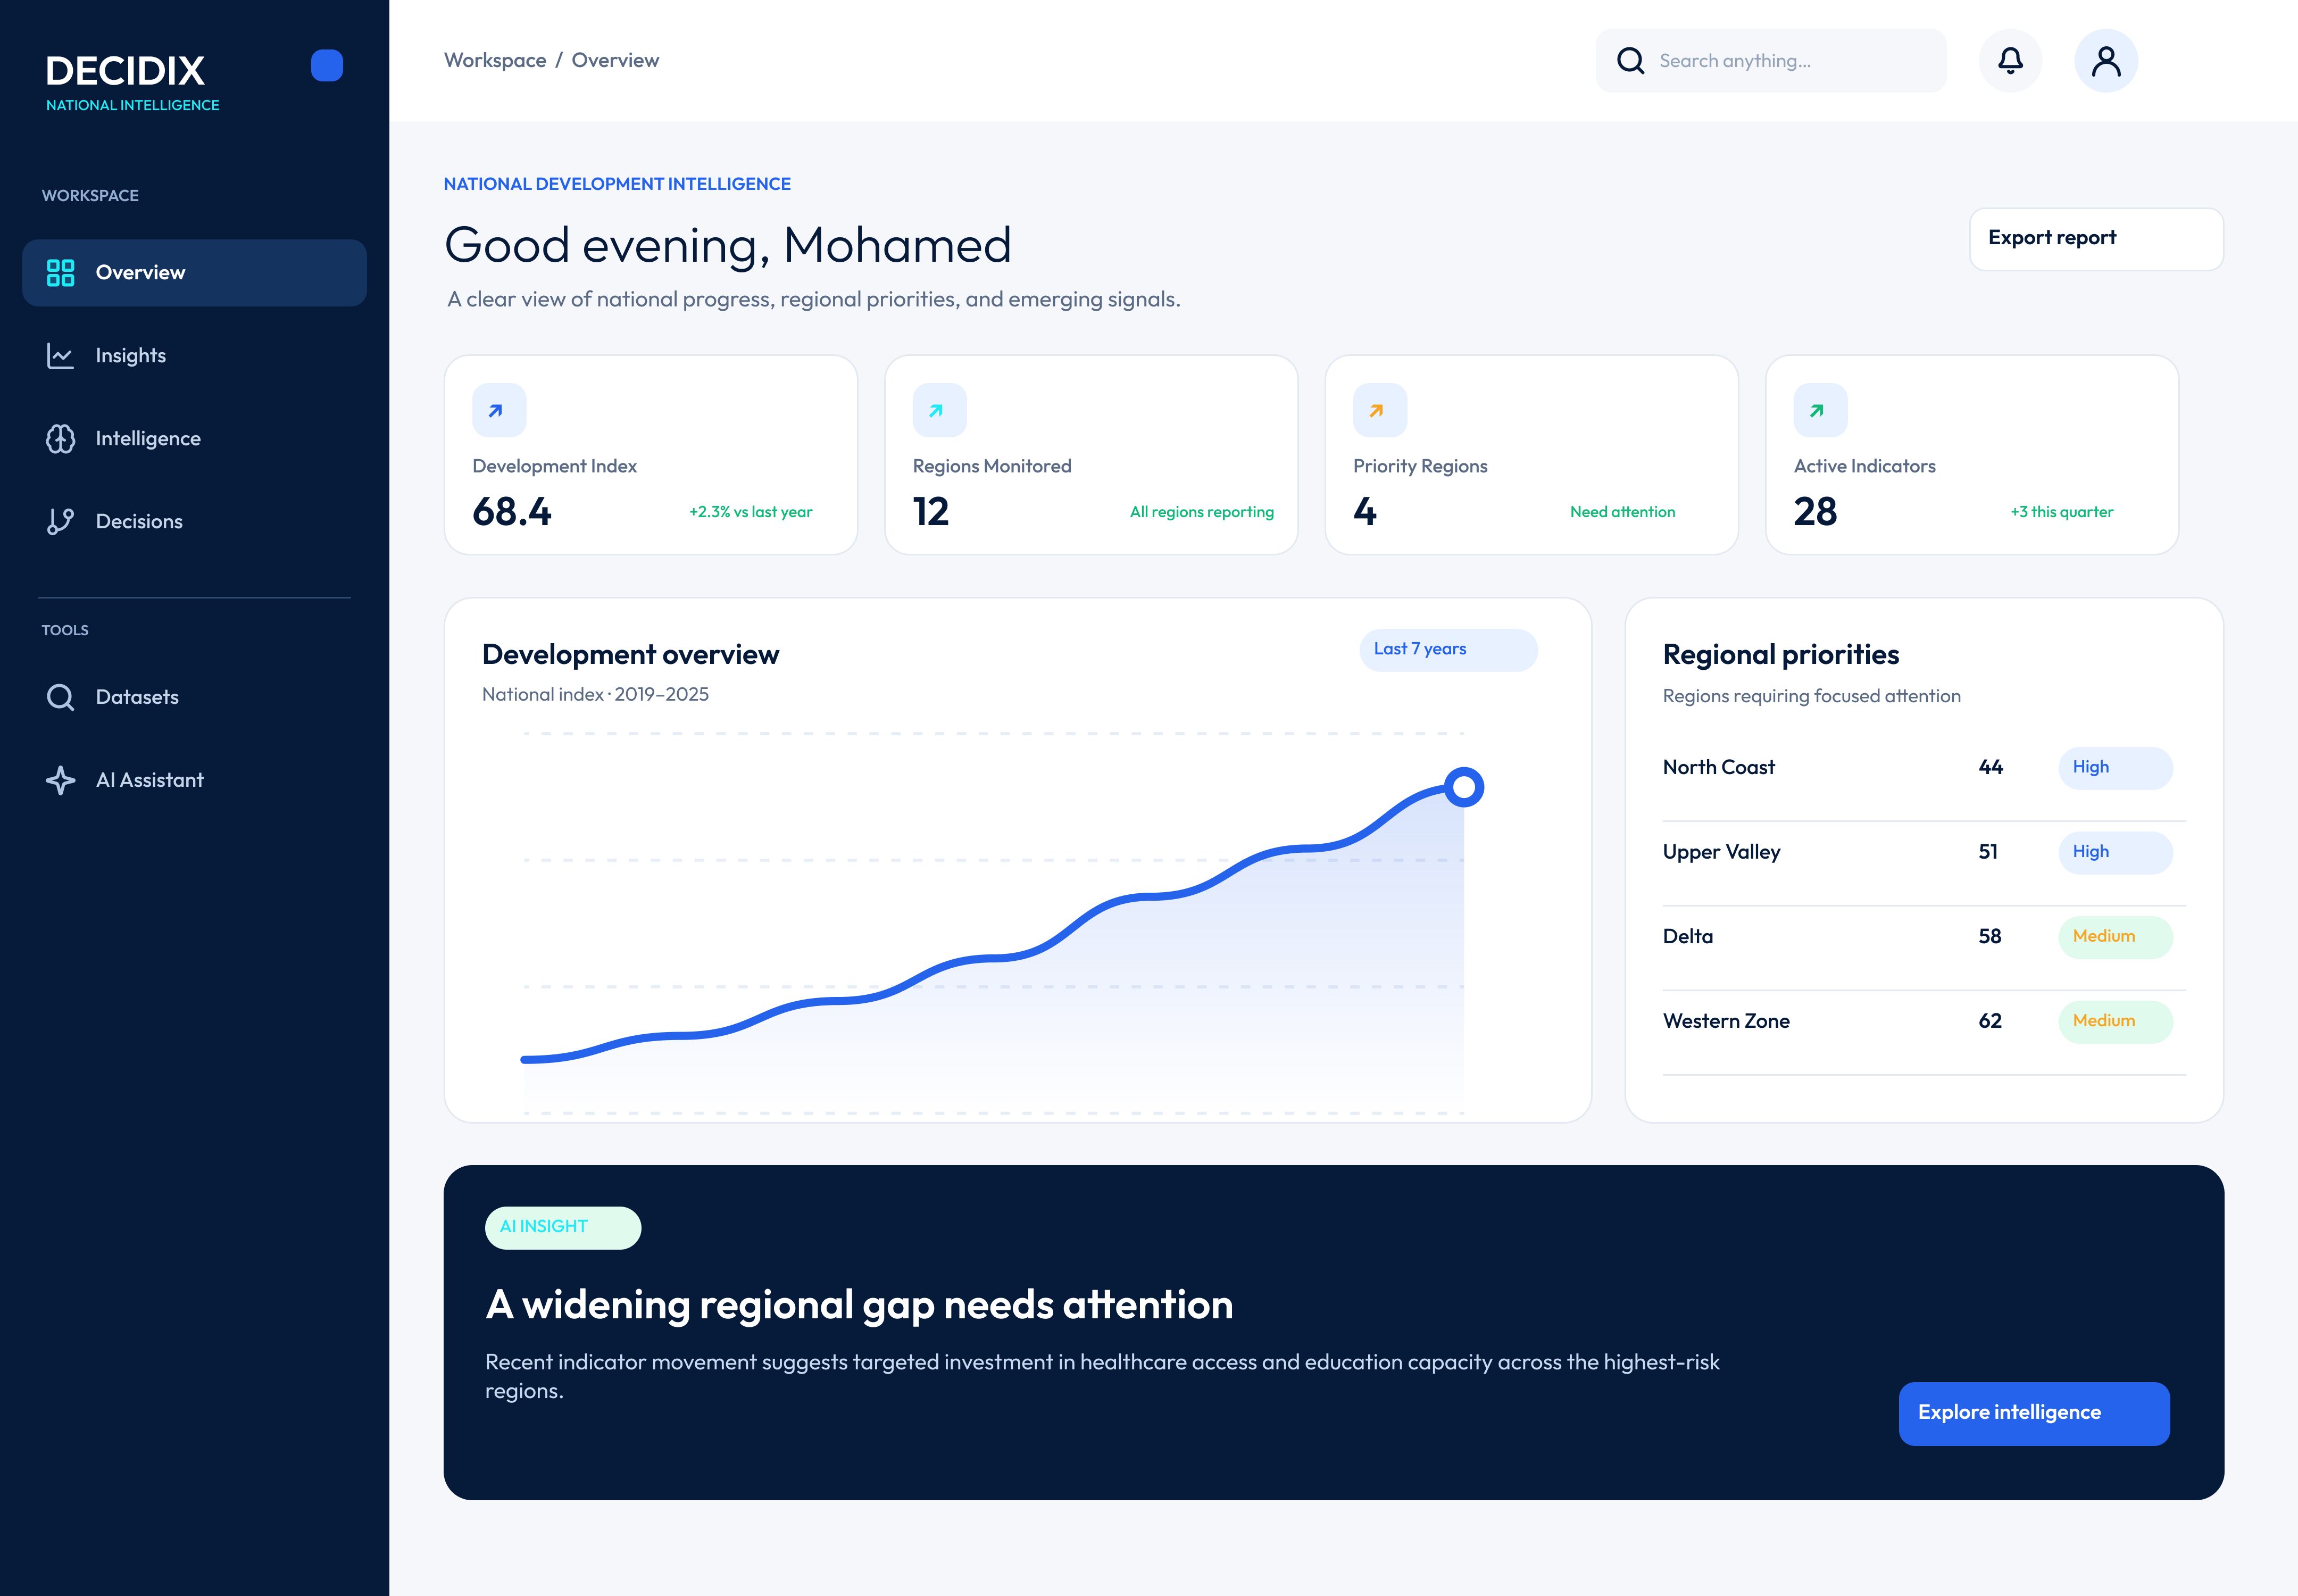 DECIDIX
NATIONAL INTELLIGENCE
WORKSPACE
Overview
Insights
Intelligence
Decisions
TOOLS
Datasets
AI Assistant
Workspace / Overview
Search anything...
NATIONAL DEVELOPMENT INTELLIGENCE
Good evening, Mohamed
A clear view of national progress, regional priorities, and emerging signals.
Export report
Development Index
68.4
+2.3% vs last year
Regions Monitored
12
All regions reporting
Priority Regions
4
Need attention
Active Indicators
28
+3 this quarter
Development overview
Last 7 years
National index · 2019–2025
Regional priorities
Regions requiring focused attention
North Coast 44 High
Upper Valley 51 High
Delta 58 Medium
Western Zone 62 Medium
AI INSIGHT
A widening regional gap needs attention
Recent indicator movement suggests targeted investment in healthcare access and education capacity across the highest-risk
regions.
Explore intelligence